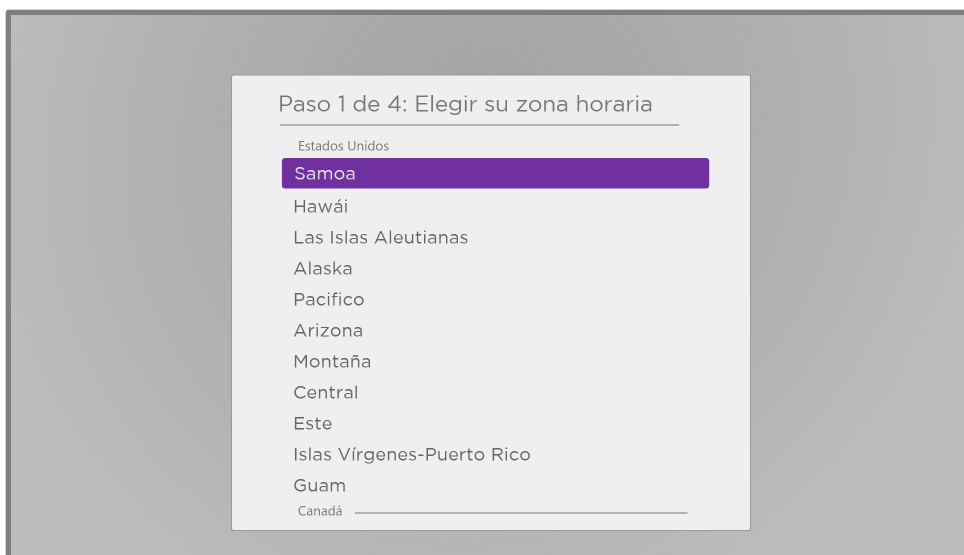 Paso 1 de 4: Elegir su zona horaria
Estados Unidos
Samoa
Hawái
Las Islas Aleutianas
Alaska
Pacifico
Arizona
Montaña
Central
Este
Islas Vírgenes-Puerto Rico
Guam
Canadá